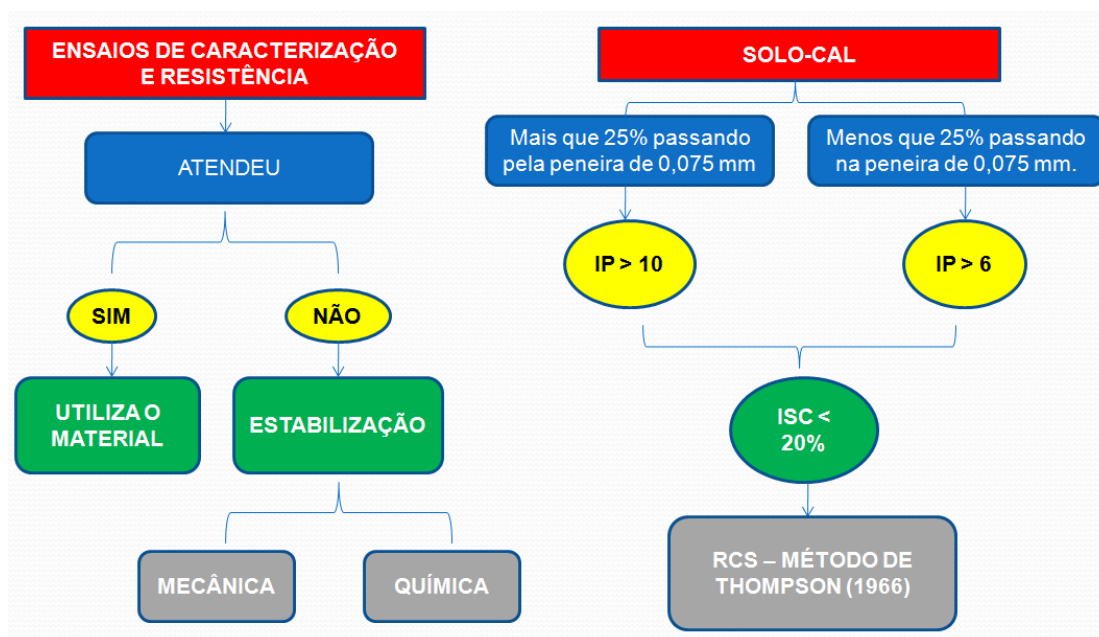 ENSAIOS DE CARACTERIZAÇÃO
E RESISTÊNCIA
ATENDEU
SIM
NÃO
UTILIZA O
MATERIAL
ESTABILIZAÇÃO
MECÂNICA
QUÍMICA
SOLO-CAL
Mais que 25% passando
pela peneira de 0,075 mm
Menos que 25% passando
na peneira de 0,075 mm.
IP > 10
IP > 6
ISC <
20%
RCS – MÉTODO DE
THOMPSON (1966)